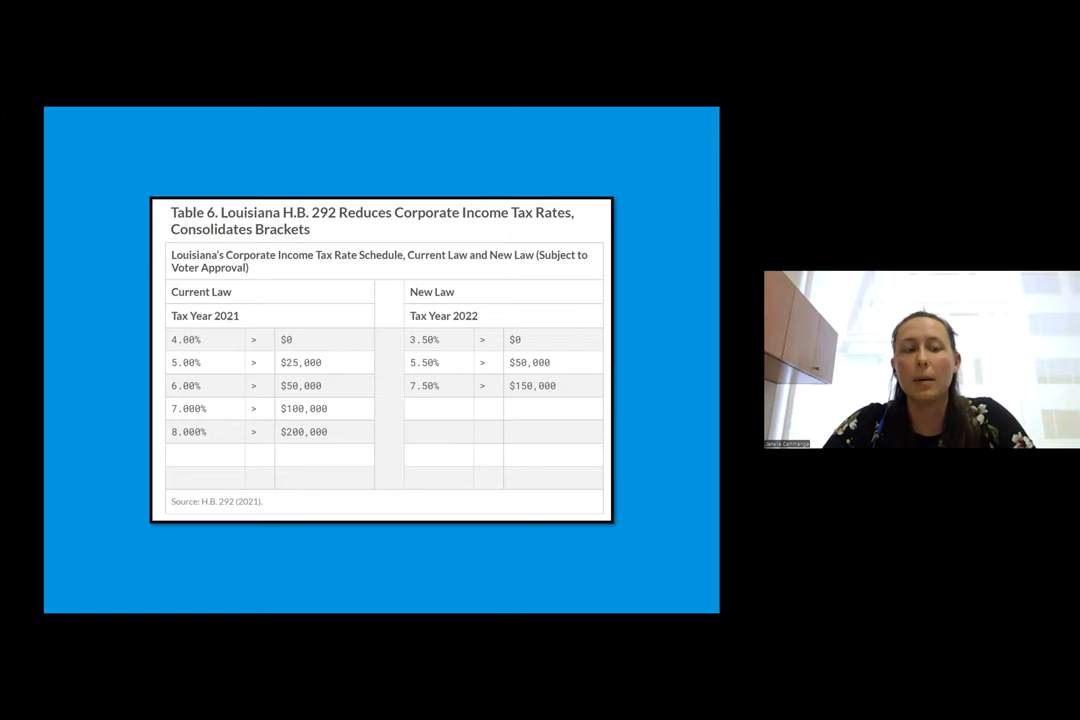 Table 6. Louisiana H.B. 292 Reduces Corporate Income Tax Rates,
Consolidates Brackets
Louisiana's Corporate Income Tax Rate Schedule, Current Law and New Law (Subject to
Voter Approval)
Current Law New Law
Tax Year 2021 Tax Year 2022
4.00% > $0 3.50% > $0
5.00% > $25,000 5.50% > $50,000
6.00% > $50,000 7.50% > $150,000
7.000% > $100,000
8.000% > $200,000
Source: H.B. 292 (2021).
Janelle Cammenga